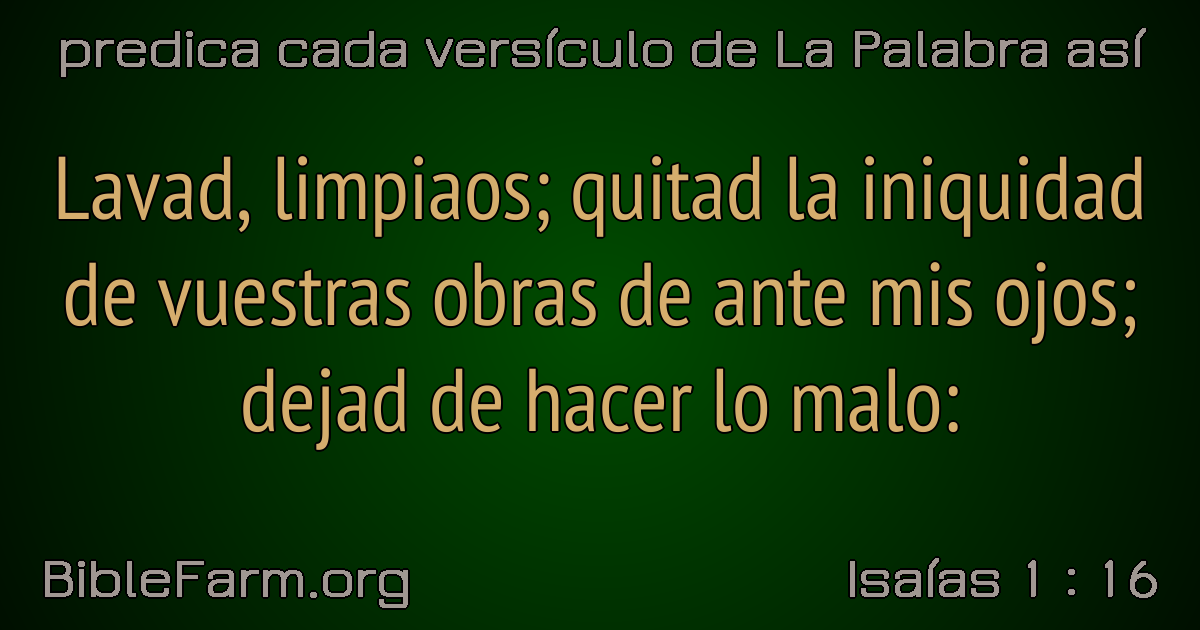 predica cada versículo de La Palabra así
Lavad, limpiaos; quitad la iniquidad
de vuestras obras de ante mis ojos;
dejad de hacer lo malo:
BibleFarm.org
Isaías 1 : 16